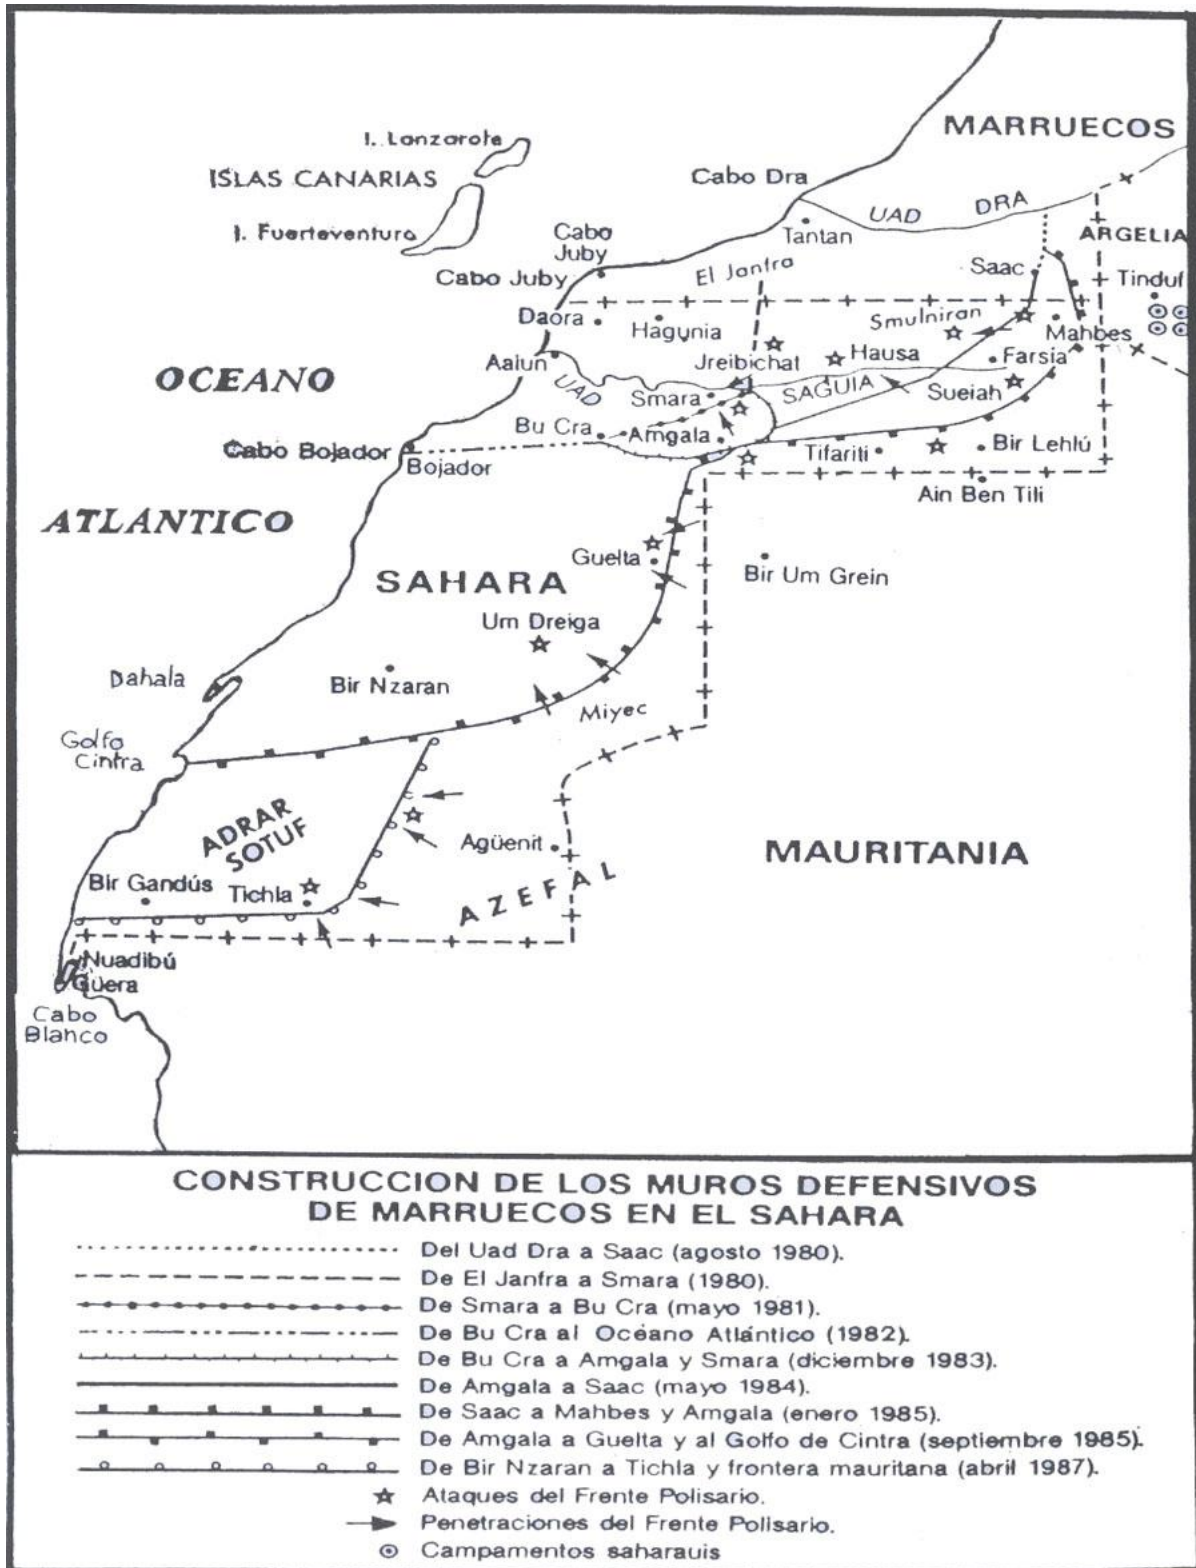 MARRUECOS
I. Lanzarote
ISLAS CANARIAS
I. Fuerteventura
Cabo Dra
UAD DRA
Tantan
ARGELIA
Cabo
Juby
Cabo Juby
El Janfra
Saac
Tinduf
Daora
Hagunia
Smulniran
Mahbes
Aaiun
Jreibichat
Hausa
Farsia
OCEANO
UAD
SAGUIA
Smara
Sueiah
Bu Cra
Amgala
Cabo Bojador
Bojador
Tifariti
Bir Lehlú
Ain Ben Tili
ATLANTICO
Guelta
Bir Um Grein
SAHARA
Um Dreiga
Dahala
Bir Nzaran
Miyec
Golfo
Cintra
ADRAR
SOTUF
Agüenit
MAURITANIA
Bir Gandús
Tichla
AZEFAL
Nuadibú
Güera
Cabo
Blanco
CONSTRUCCION DE LOS MUROS DEFENSIVOS
DE MARRUECOS EN EL SAHARA
Del Uad Dra a Saac (agosto 1980).
De El Janfra a Smara (1980).
De Smara a Bu Cra (mayo 1981).
De Bu Cra al Océano Atlántico (1982).
De Bu Cra a Amgala y Smara (diciembre 1983).
De Amgala a Saac (mayo 1984).
De Saac a Mahbes y Amgala (enero 1985).
De Amgala a Guelta y al Golfo de Cintra (septiembre 1985).
De Bir Nzaran a Tichla y frontera mauritana (abril 1987).
Ataques del Frente Polisario.
Penetraciones del Frente Polisario.
Campamentos saharauis